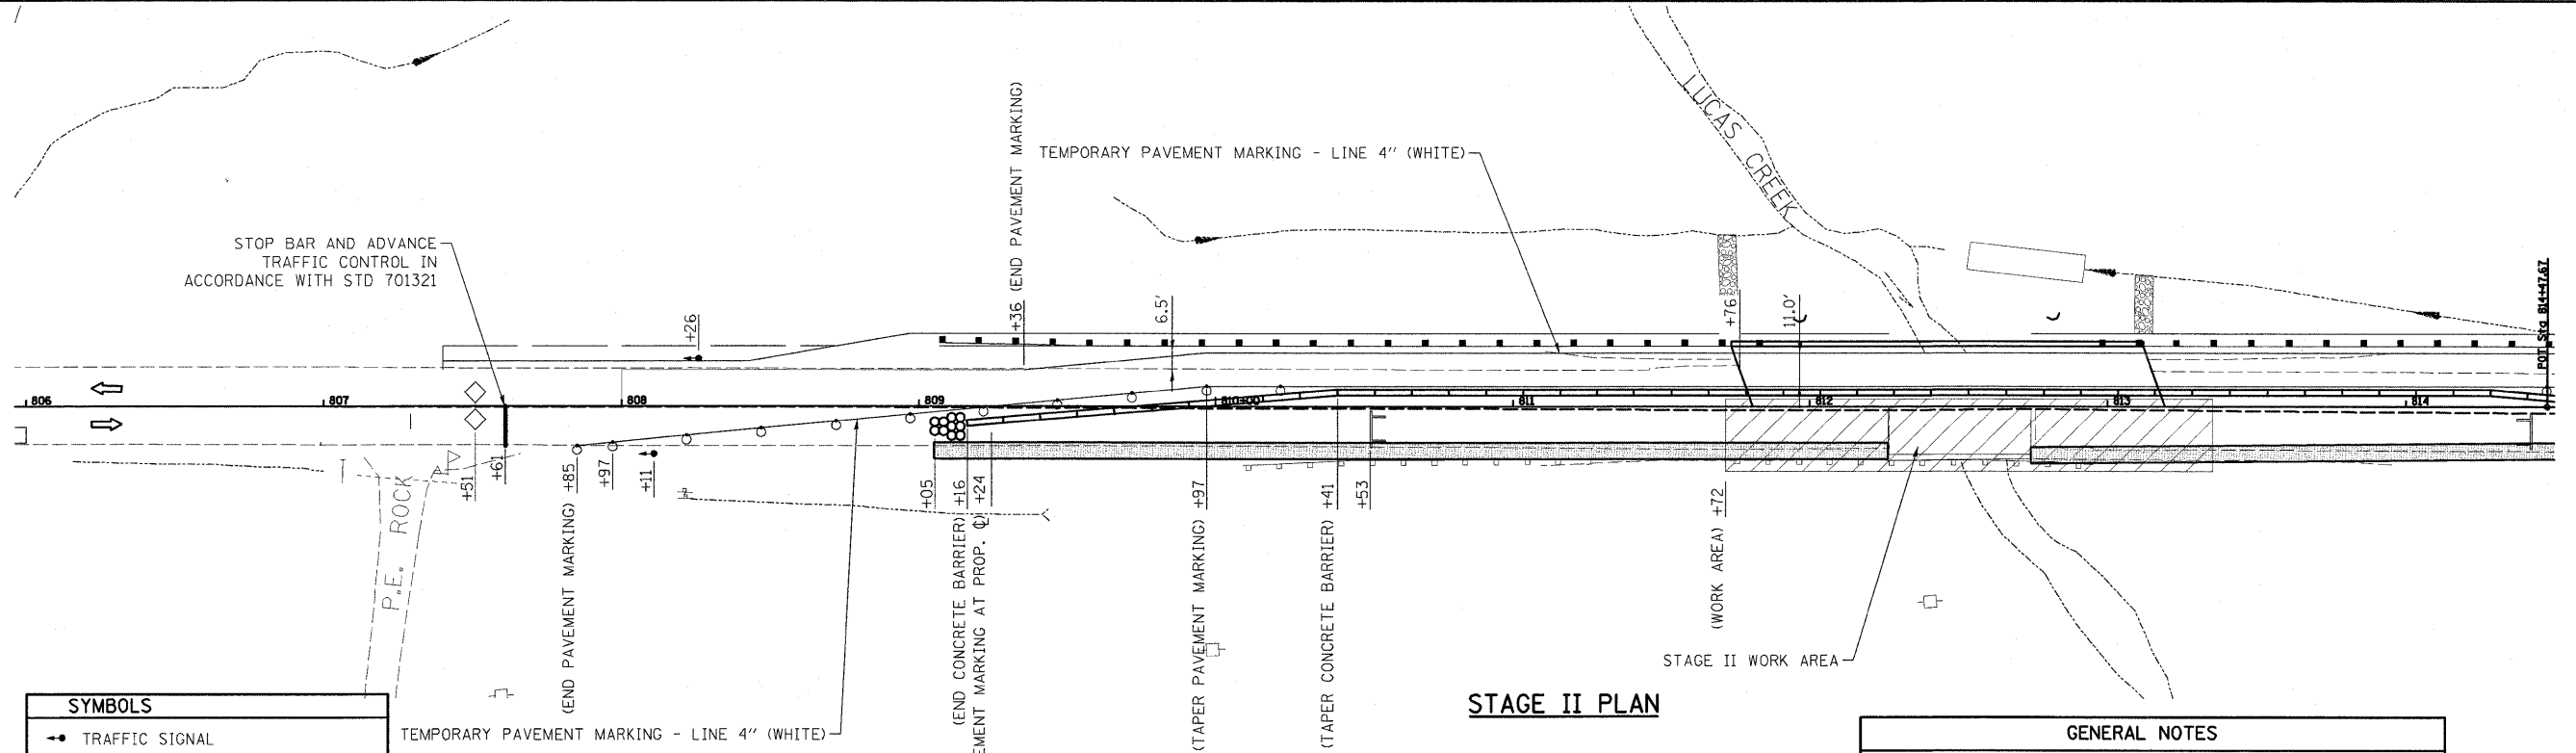 LUCAS CREEK
+36 (END PAVEMENT MARKING)
TEMPORARY PAVEMENT MARKING - LINE 4" (WHITE)
STOP BAR AND ADVANCE
TRAFFIC CONTROL IN
ACCORDANCE WITH STD 701321
+26
6.5'
+76
11.0'
POT Sta 814+47.67
806
807
808
809
810+00
811
812
813
814
+51
+61
(END PAVEMENT MARKING) +85
+97
+11
+05
(END CONCRETE BARRIER) +16
EMENT MARKING AT PROP. ℄) +24
(TAPER PAVEMENT MARKING) +97
(TAPER CONCRETE BARRIER) +41
+53
(WORK AREA) +72
P.E. ROCK
STAGE II WORK AREA
STAGE II PLAN
SYMBOLS
TRAFFIC SIGNAL
TEMPORARY PAVEMENT MARKING - LINE 4" (WHITE)
GENERAL NOTES